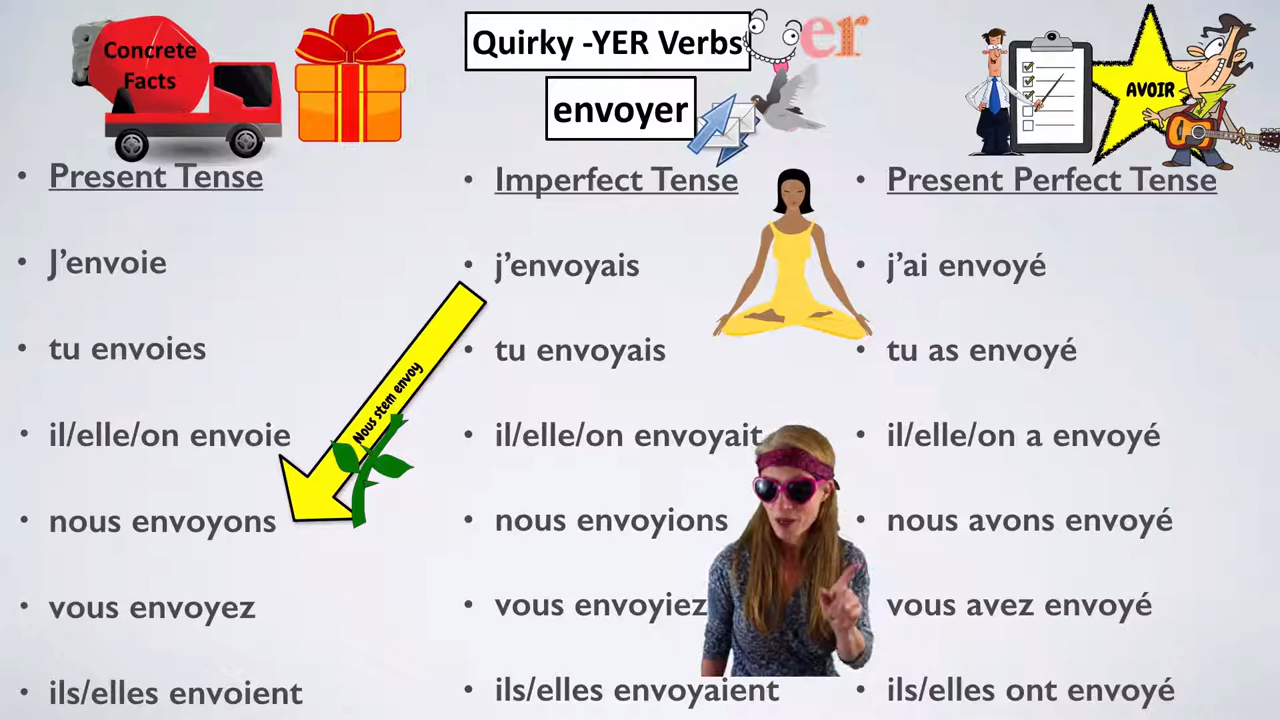 Concrete
Facts
Quirky -YER Verbs
er
envoyer
AVOIR
• Present Tense
• J’envoie
• tu envoies
• il/elle/on envoie
• nous envoyons
• vous envoyez
• ils/elles envoient
Nous stem envoy
• Imperfect Tense
• j’envoyais
• tu envoyais
• il/elle/on envoyait
• nous envoyions
• vous envoyiez
• ils/elles envoyaient
• Present Perfect Tense
• j’ai envoyé
• tu as envoyé
• il/elle/on a envoyé
• nous avons envoyé
vous avez envoyé
• ils/elles ont envoyé